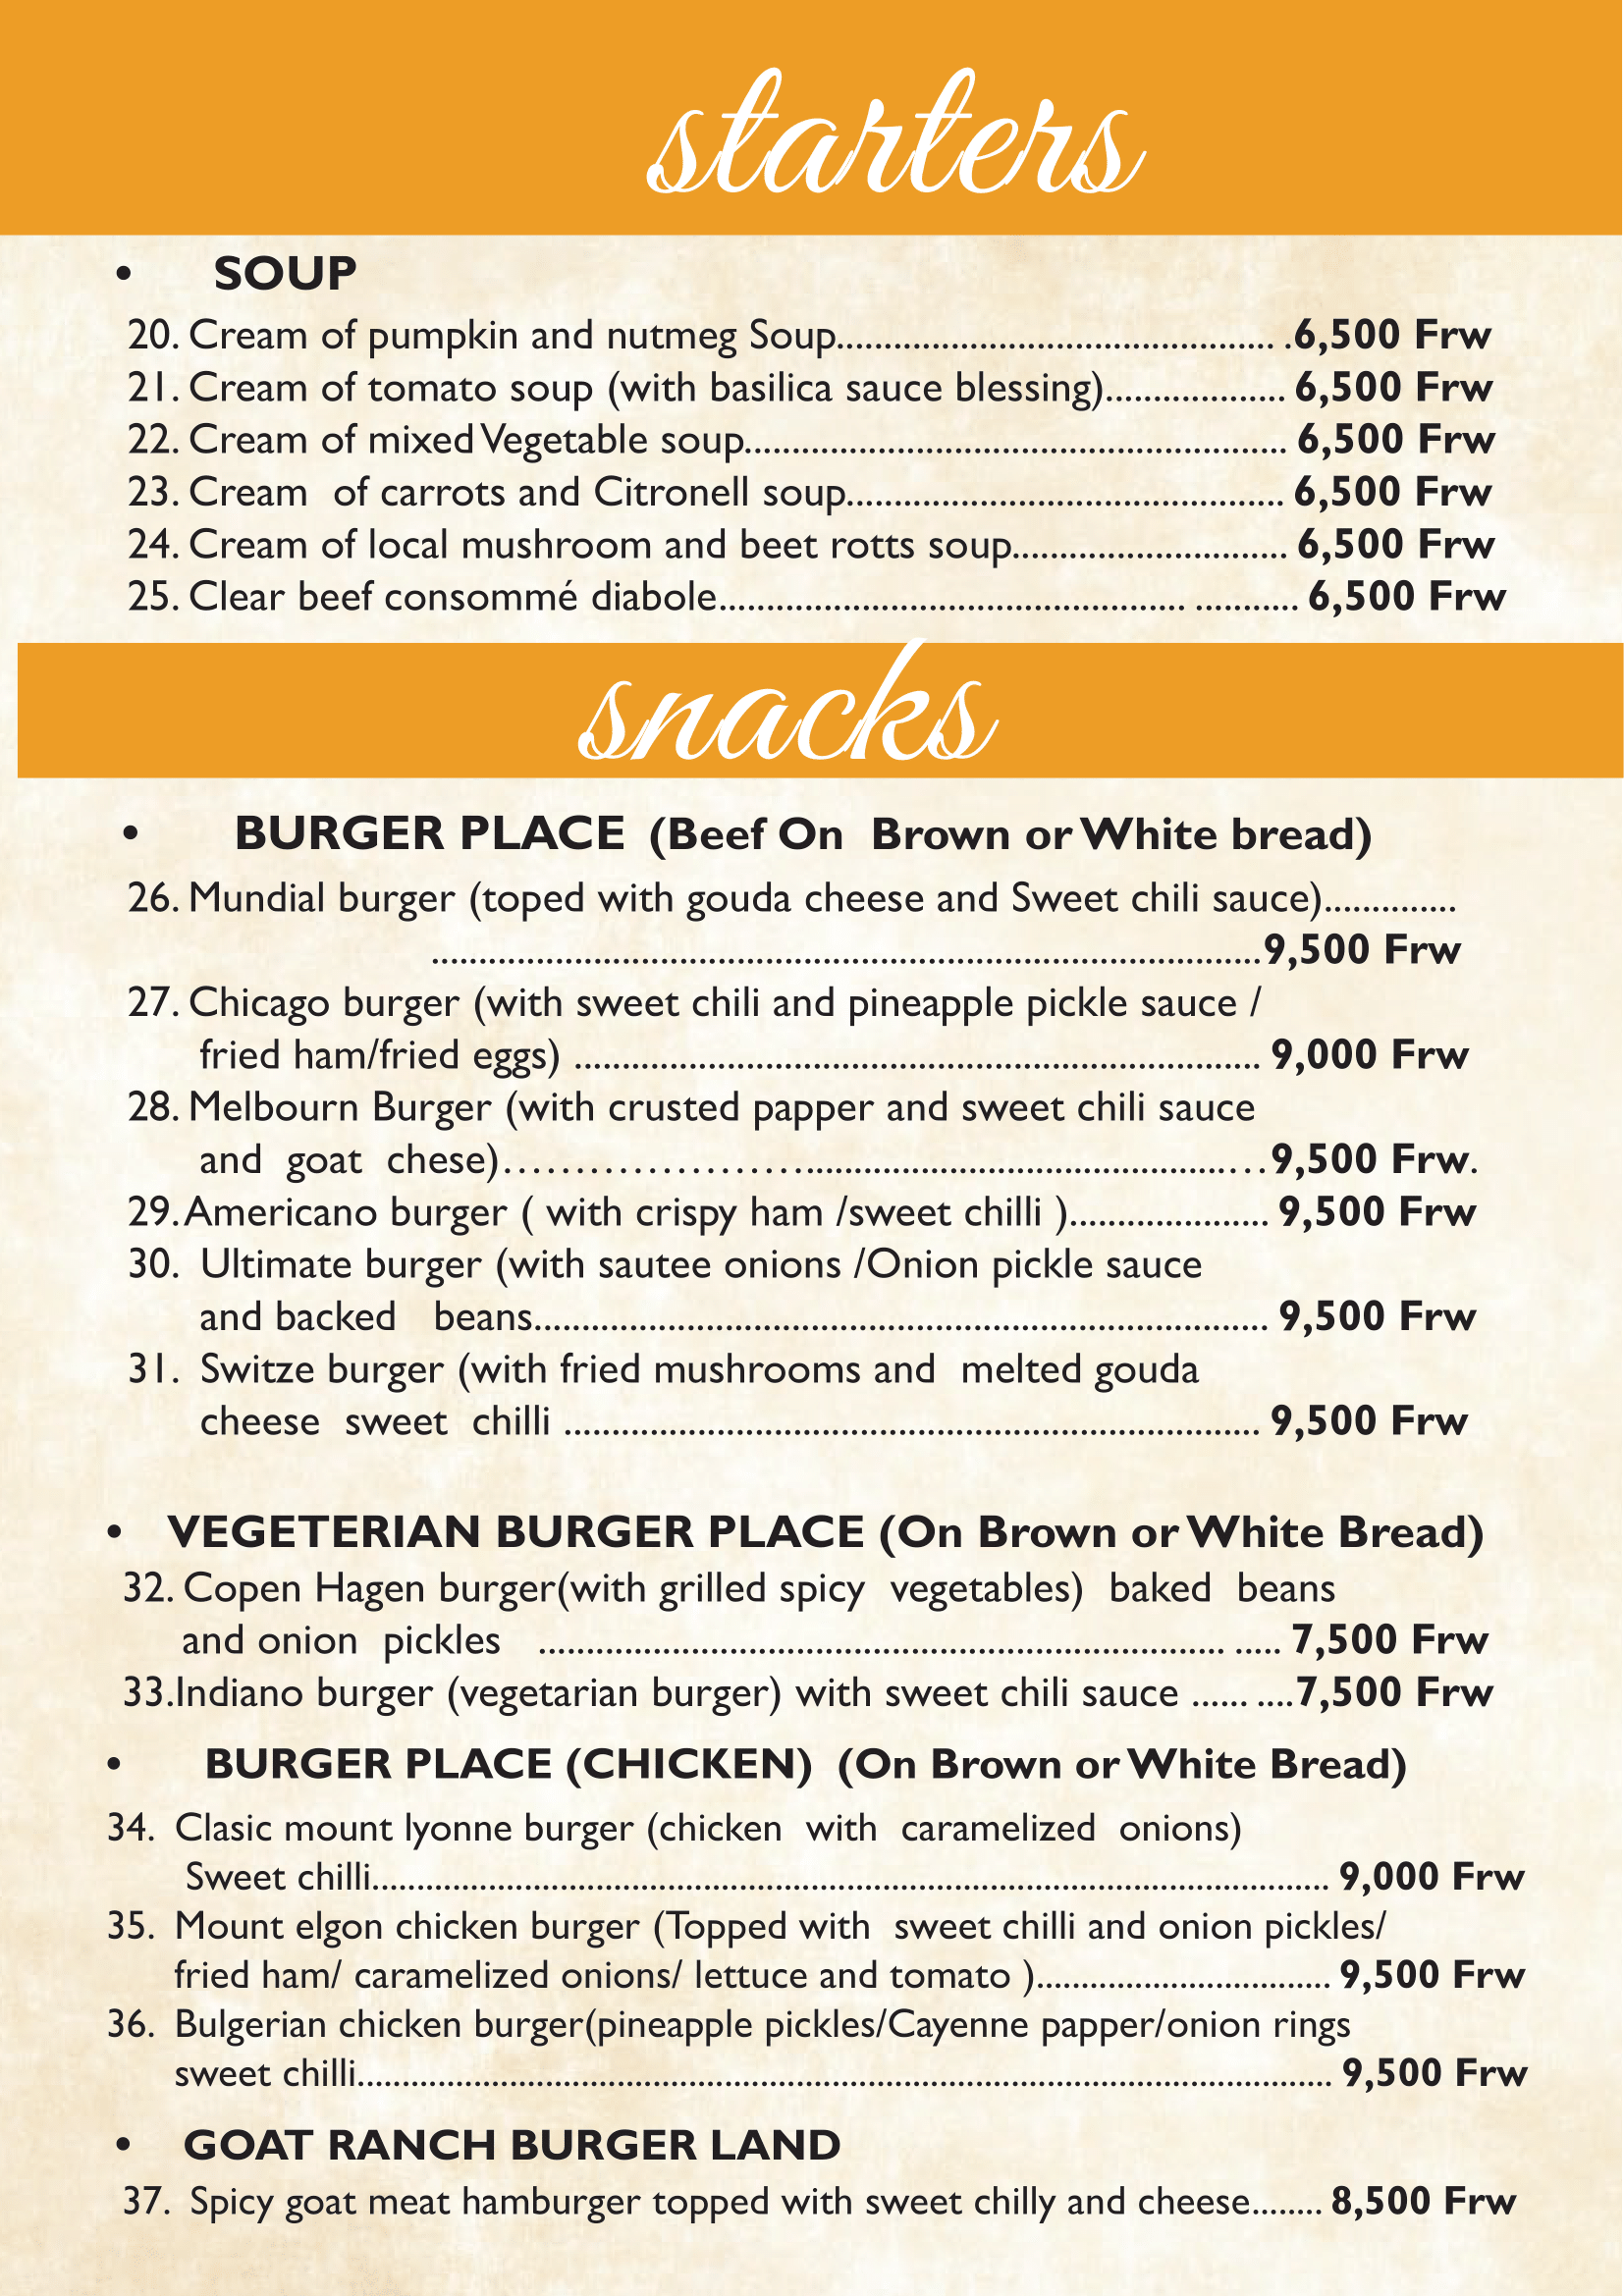 starters
• SOUP
20. Cream of pumpkin and nutmeg Soup.............................................. .6,500 Frw
21. Cream of tomato soup (with basilica sauce blessing)................... 6,500 Frw
22. Cream of mixed Vegetable soup......................................................... 6,500 Frw
23. Cream of carrots and Citronell soup.............................................. 6,500 Frw
24. Cream of local mushroom and beet rotts soup............................. 6,500 Frw
25. Clear beef consommé diabole................................................. ........... 6,500 Frw
snacks
• BURGER PLACE (Beef On Brown or White bread)
26. Mundial burger (toped with gouda cheese and Sweet chili sauce)..............
.......................................................................................9,500 Frw
27. Chicago burger (with sweet chili and pineapple pickle sauce /
fried ham/fried eggs) ........................................................................ 9,000 Frw
28. Melbourn Burger (with crusted papper and sweet chili sauce
and goat chese)…………………............................................…9,500 Frw.
29. Americano burger ( with crispy ham /sweet chilli )..................... 9,500 Frw
30. Ultimate burger (with sautee onions /Onion pickle sauce
and backed beans............................................................................. 9,500 Frw
31. Switze burger (with fried mushrooms and melted gouda
cheese sweet chilli ......................................................................... 9,500 Frw
• VEGETERIAN BURGER PLACE (On Brown or White Bread)
32. Copen Hagen burger(with grilled spicy vegetables) baked beans
and onion pickles ........................................................................ ..... 7,500 Frw
33.Indiano burger (vegetarian burger) with sweet chili sauce ...... ....7,500 Frw
• BURGER PLACE (CHICKEN) (On Brown or White Bread)
34. Clasic mount lyonne burger (chicken with caramelized onions)
Sweet chilli.................................................................................................... 9,000 Frw
35. Mount elgon chicken burger (Topped with sweet chilli and onion pickles/
fried ham/ caramelized onions/ lettuce and tomato )............................... 9,500 Frw
36. Bulgerian chicken burger(pineapple pickles/Cayenne papper/onion rings
sweet chilli...................................................................................................... 9,500 Frw
• GOAT RANCH BURGER LAND
37. Spicy goat meat hamburger topped with sweet chilly and cheese........ 8,500 Frw